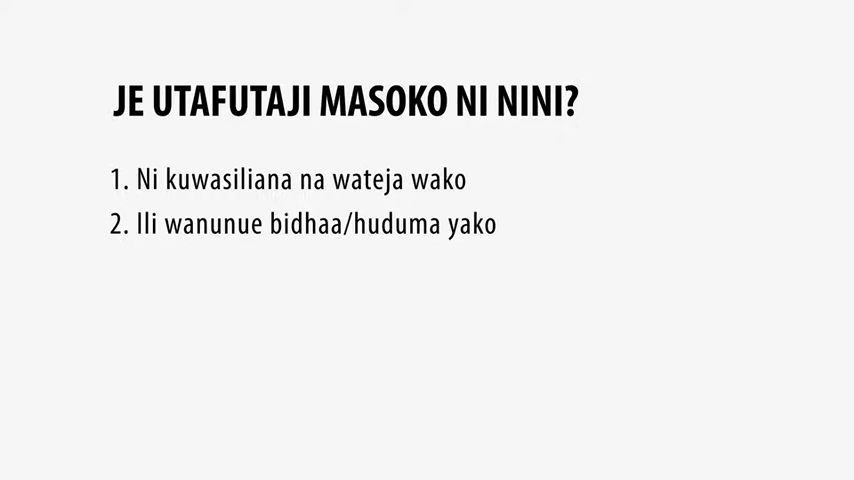 JE UTAFUTAJI MASOKO NI NINI?
1. Ni kuwasiliana na wateja wako
2. Ili wanunue bidhaa/huduma yako